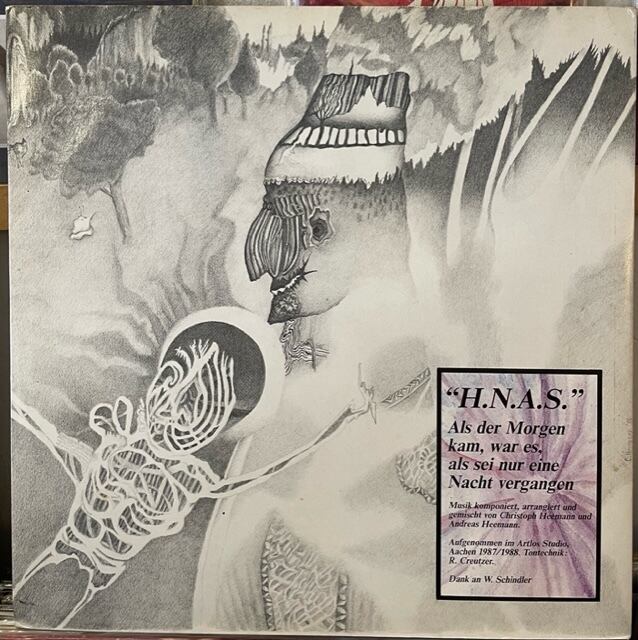 “H.N.A.S.”
Als der Morgen
kam, war es,
als sei nur eine
Nacht vergangen
Musik komponiert, arrangiert und
gemischt von Christoph Heemann und
Andreas Heemann.
Aufgenommen im Artlos Studio,
Aachen 1987/1988. Tontechnik:
R. Creutzer.
Dank an W. Schindler